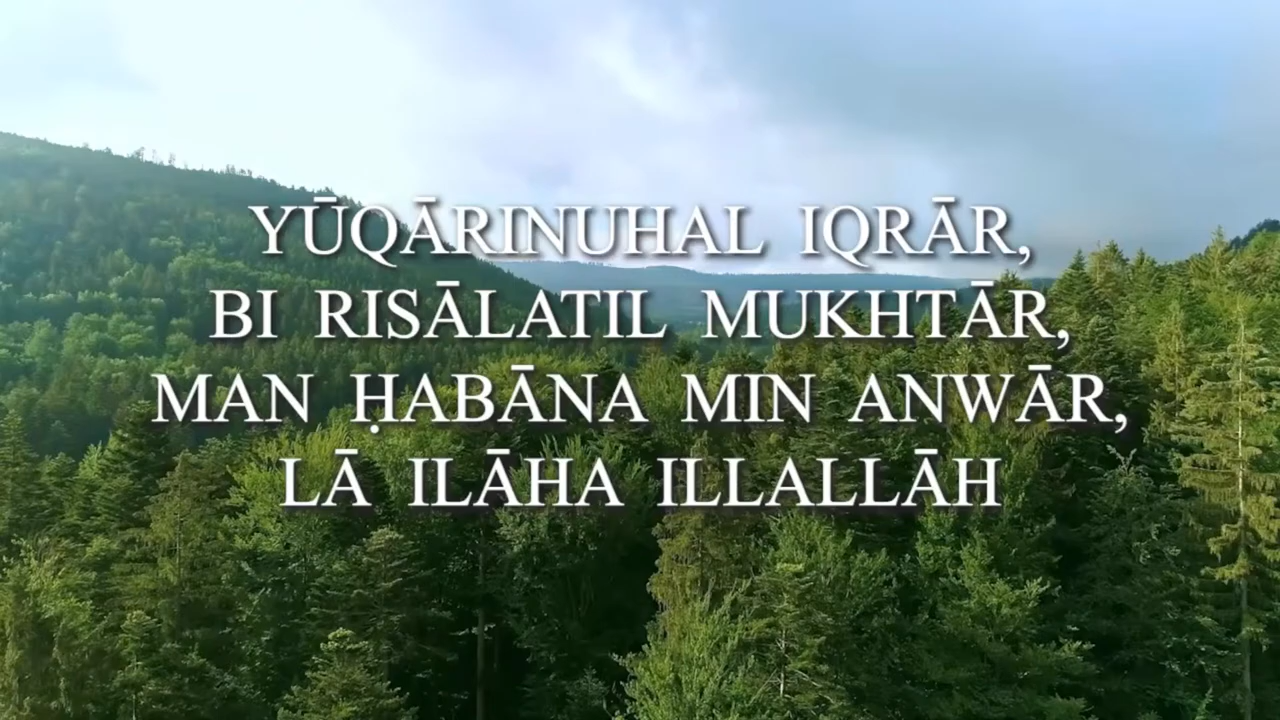 YŪQĀRINUHAL IQRĀR,
BI RISĀLATIL MUKHTĀR,
MAN ḤABĀNA MIN ANWĀR,
LĀ ILĀHA ILLALLĀH